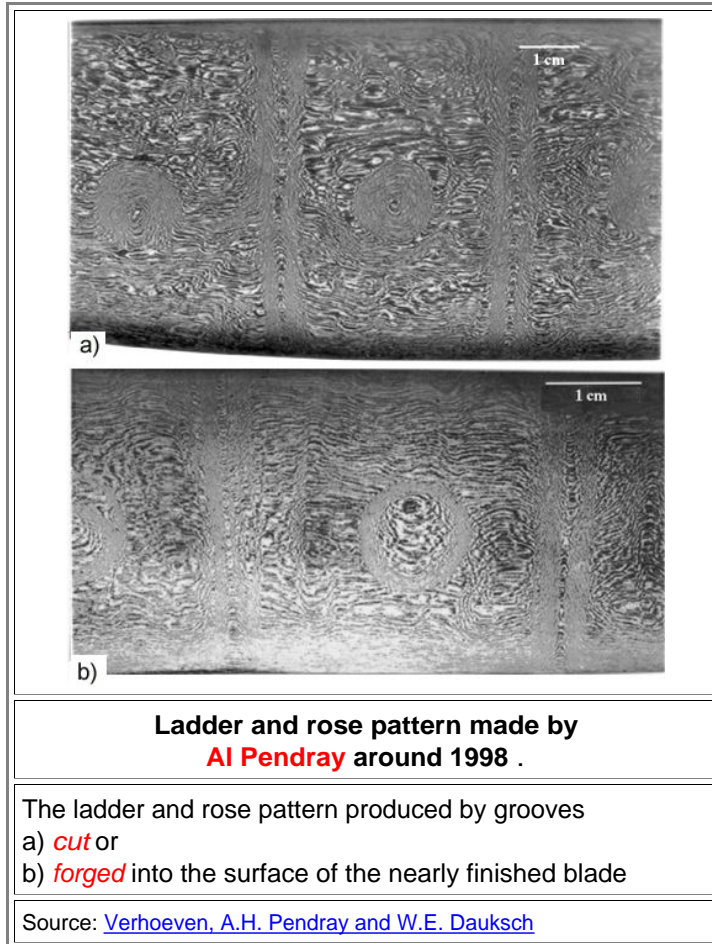 1 cm
a)
1 cm
b)
Ladder and rose pattern made by
Al Pendray around 1998 .
The ladder and rose pattern produced by grooves
a) cut or
b) forged into the surface of the nearly finished blade
Source: Verhoeven, A.H. Pendray and W.E. Dauksch